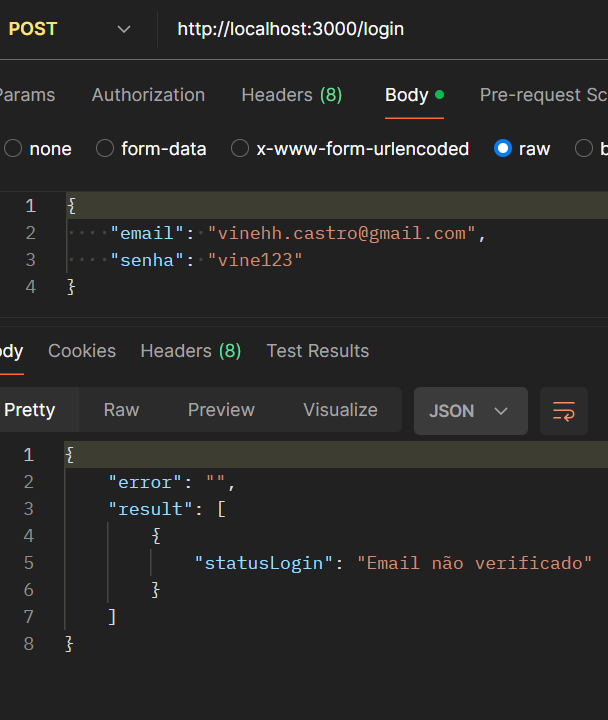 POST http://localhost:3000/login
Params Authorization Headers (8) Body Pre-request Sc
none form-data x-www-form-urlencoded raw b
1 {
2 "email": "vinehh.castro@gmail.com",
3 "senha": "vine123"
4 }
ody Cookies Headers (8) Test Results
Pretty Raw Preview Visualize JSON
1 {
2 "error": "",
3 "result": [
4 {
5 "statusLogin": "Email não verificado"
6 }
7 ]
8 }